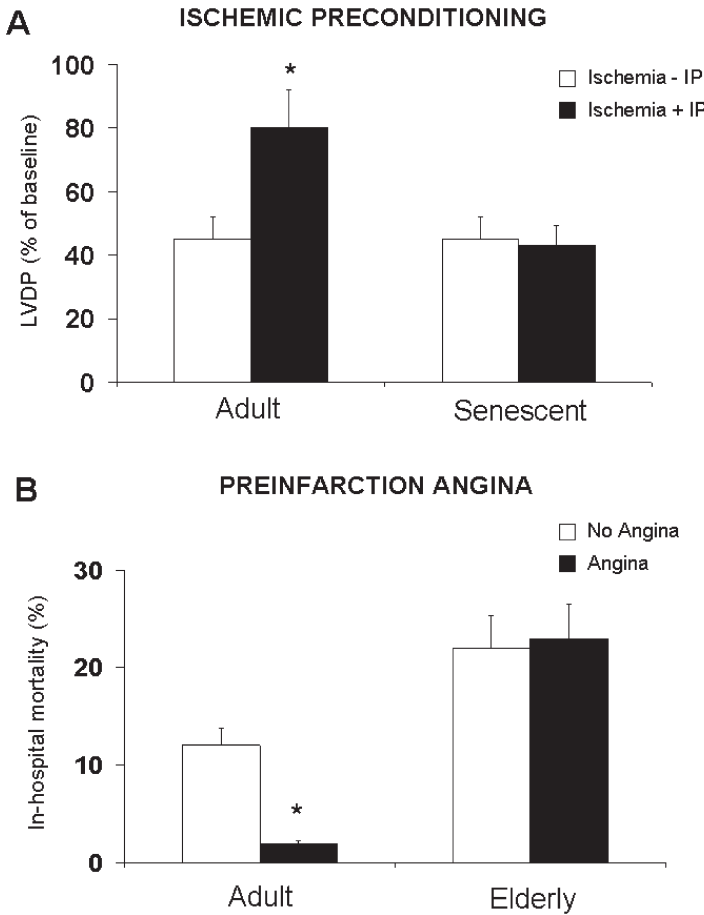 A
ISCHEMIC PRECONDITIONING
Ischemia - IP
Ischemia + IP
LVDP (% of baseline)
100
80
60
40
20
0
*
Adult
Senescent
B
PREINFARCTION ANGINA
No Angina
Angina
In-hospital mortality (%)
30
20
10
0
*
Adult
Elderly